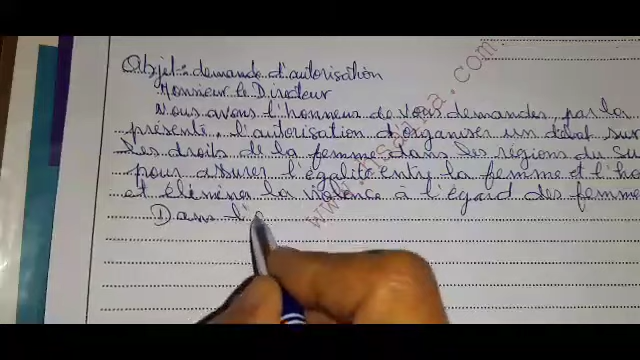 Objet : demande d'autorisation
Monsieur le Directeur
Nous avons l'honneur de vous demander, par la
présente, l'autorisation d'organiser un débat sur
les droits de la femme dans les régions du Su
pour assurer l'égalité entre la femme et l'ho
et éliminer la violence à l'égard des femme
Dans l'